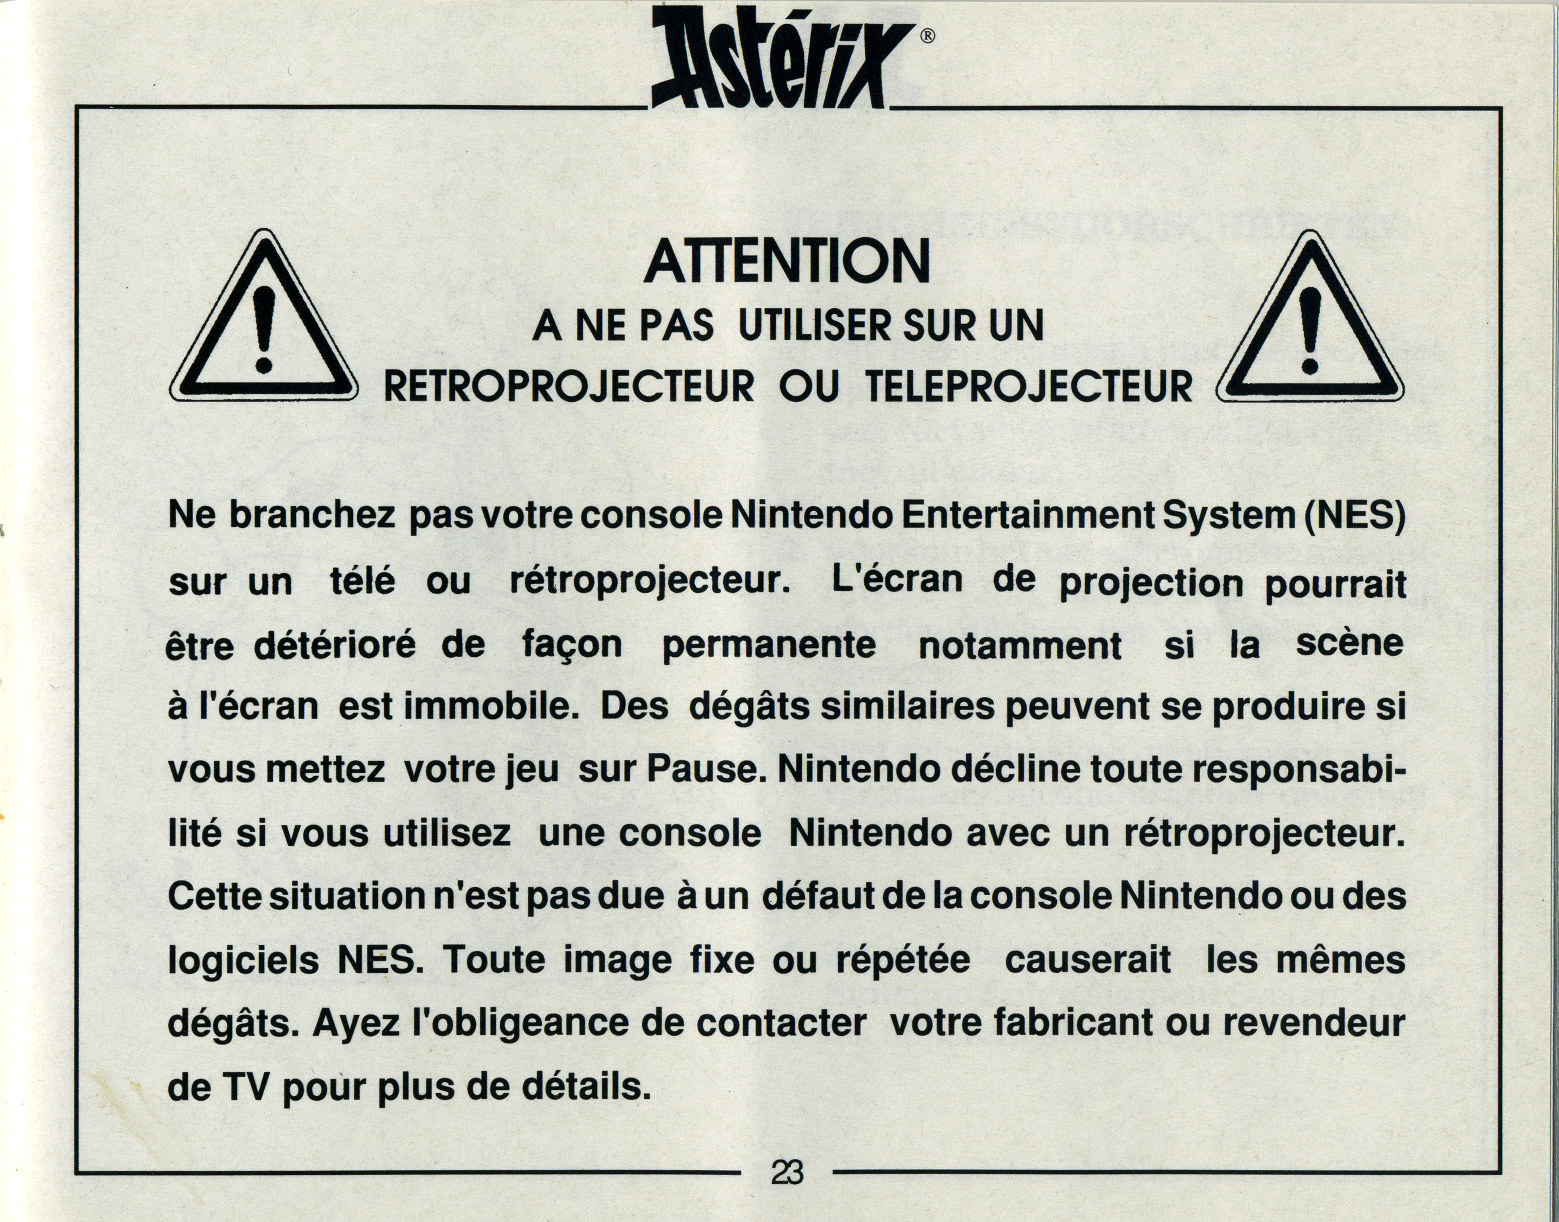 Astérix®
ATTENTION
A NE PAS UTILISER SUR UN
RETROPROJECTEUR OU TELEPROJECTEUR
Ne branchez pas votre console Nintendo Entertainment System (NES)
sur un télé ou rétroprojecteur. L'écran de projection pourrait
être détérioré de façon permanente notamment si la scène
à l'écran est immobile. Des dégâts similaires peuvent se produire si
vous mettez votre jeu sur Pause. Nintendo décline toute responsabi-
lité si vous utilisez une console Nintendo avec un rétroprojecteur.
Cette situation n'est pas due à un défaut de la console Nintendo ou des
logiciels NES. Toute image fixe ou répétée causerait les mêmes
dégâts. Ayez l'obligeance de contacter votre fabricant ou revendeur
de TV pour plus de détails.
23